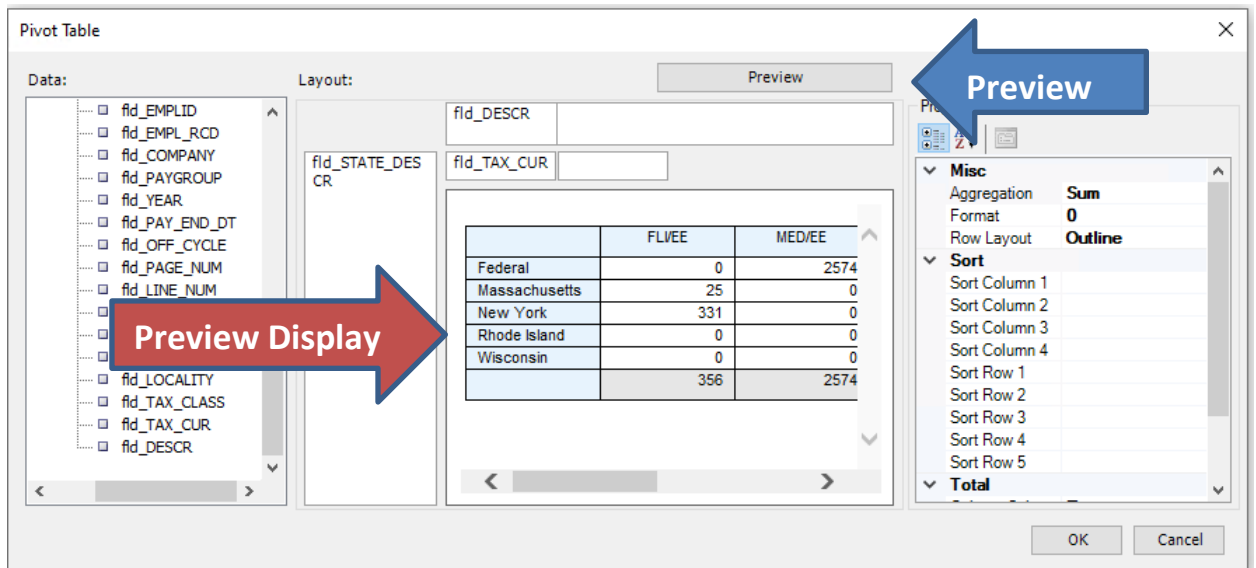 Pivot Table
Data:
Layout:
Preview
Preview
fld_EMPLID
fld_EMPL_RCD
fld_COMPANY
fld_PAYGROUP
fld_YEAR
fld_PAY_END_DT
fld_OFF_CYCLE
fld_PAGE_NUM
fld_LINE_NUM
fld_LOCALITY
fld_TAX_CLASS
fld_TAX_CUR
fld_DESCR
Preview Display
fld_DESCR
fld_STATE_DES
CR
fld_TAX_CUR
FLI/EE MED/EE
Federal 0 2574
Massachusetts 25 0
New York 331 0
Rhode Island 0 0
Wisconsin 0 0
356 2574
Misc
Aggregation Sum
Format 0
Row Layout Outline
Sort
Sort Column 1
Sort Column 2
Sort Column 3
Sort Column 4
Sort Row 1
Sort Row 2
Sort Row 3
Sort Row 4
Sort Row 5
Total
OK Cancel